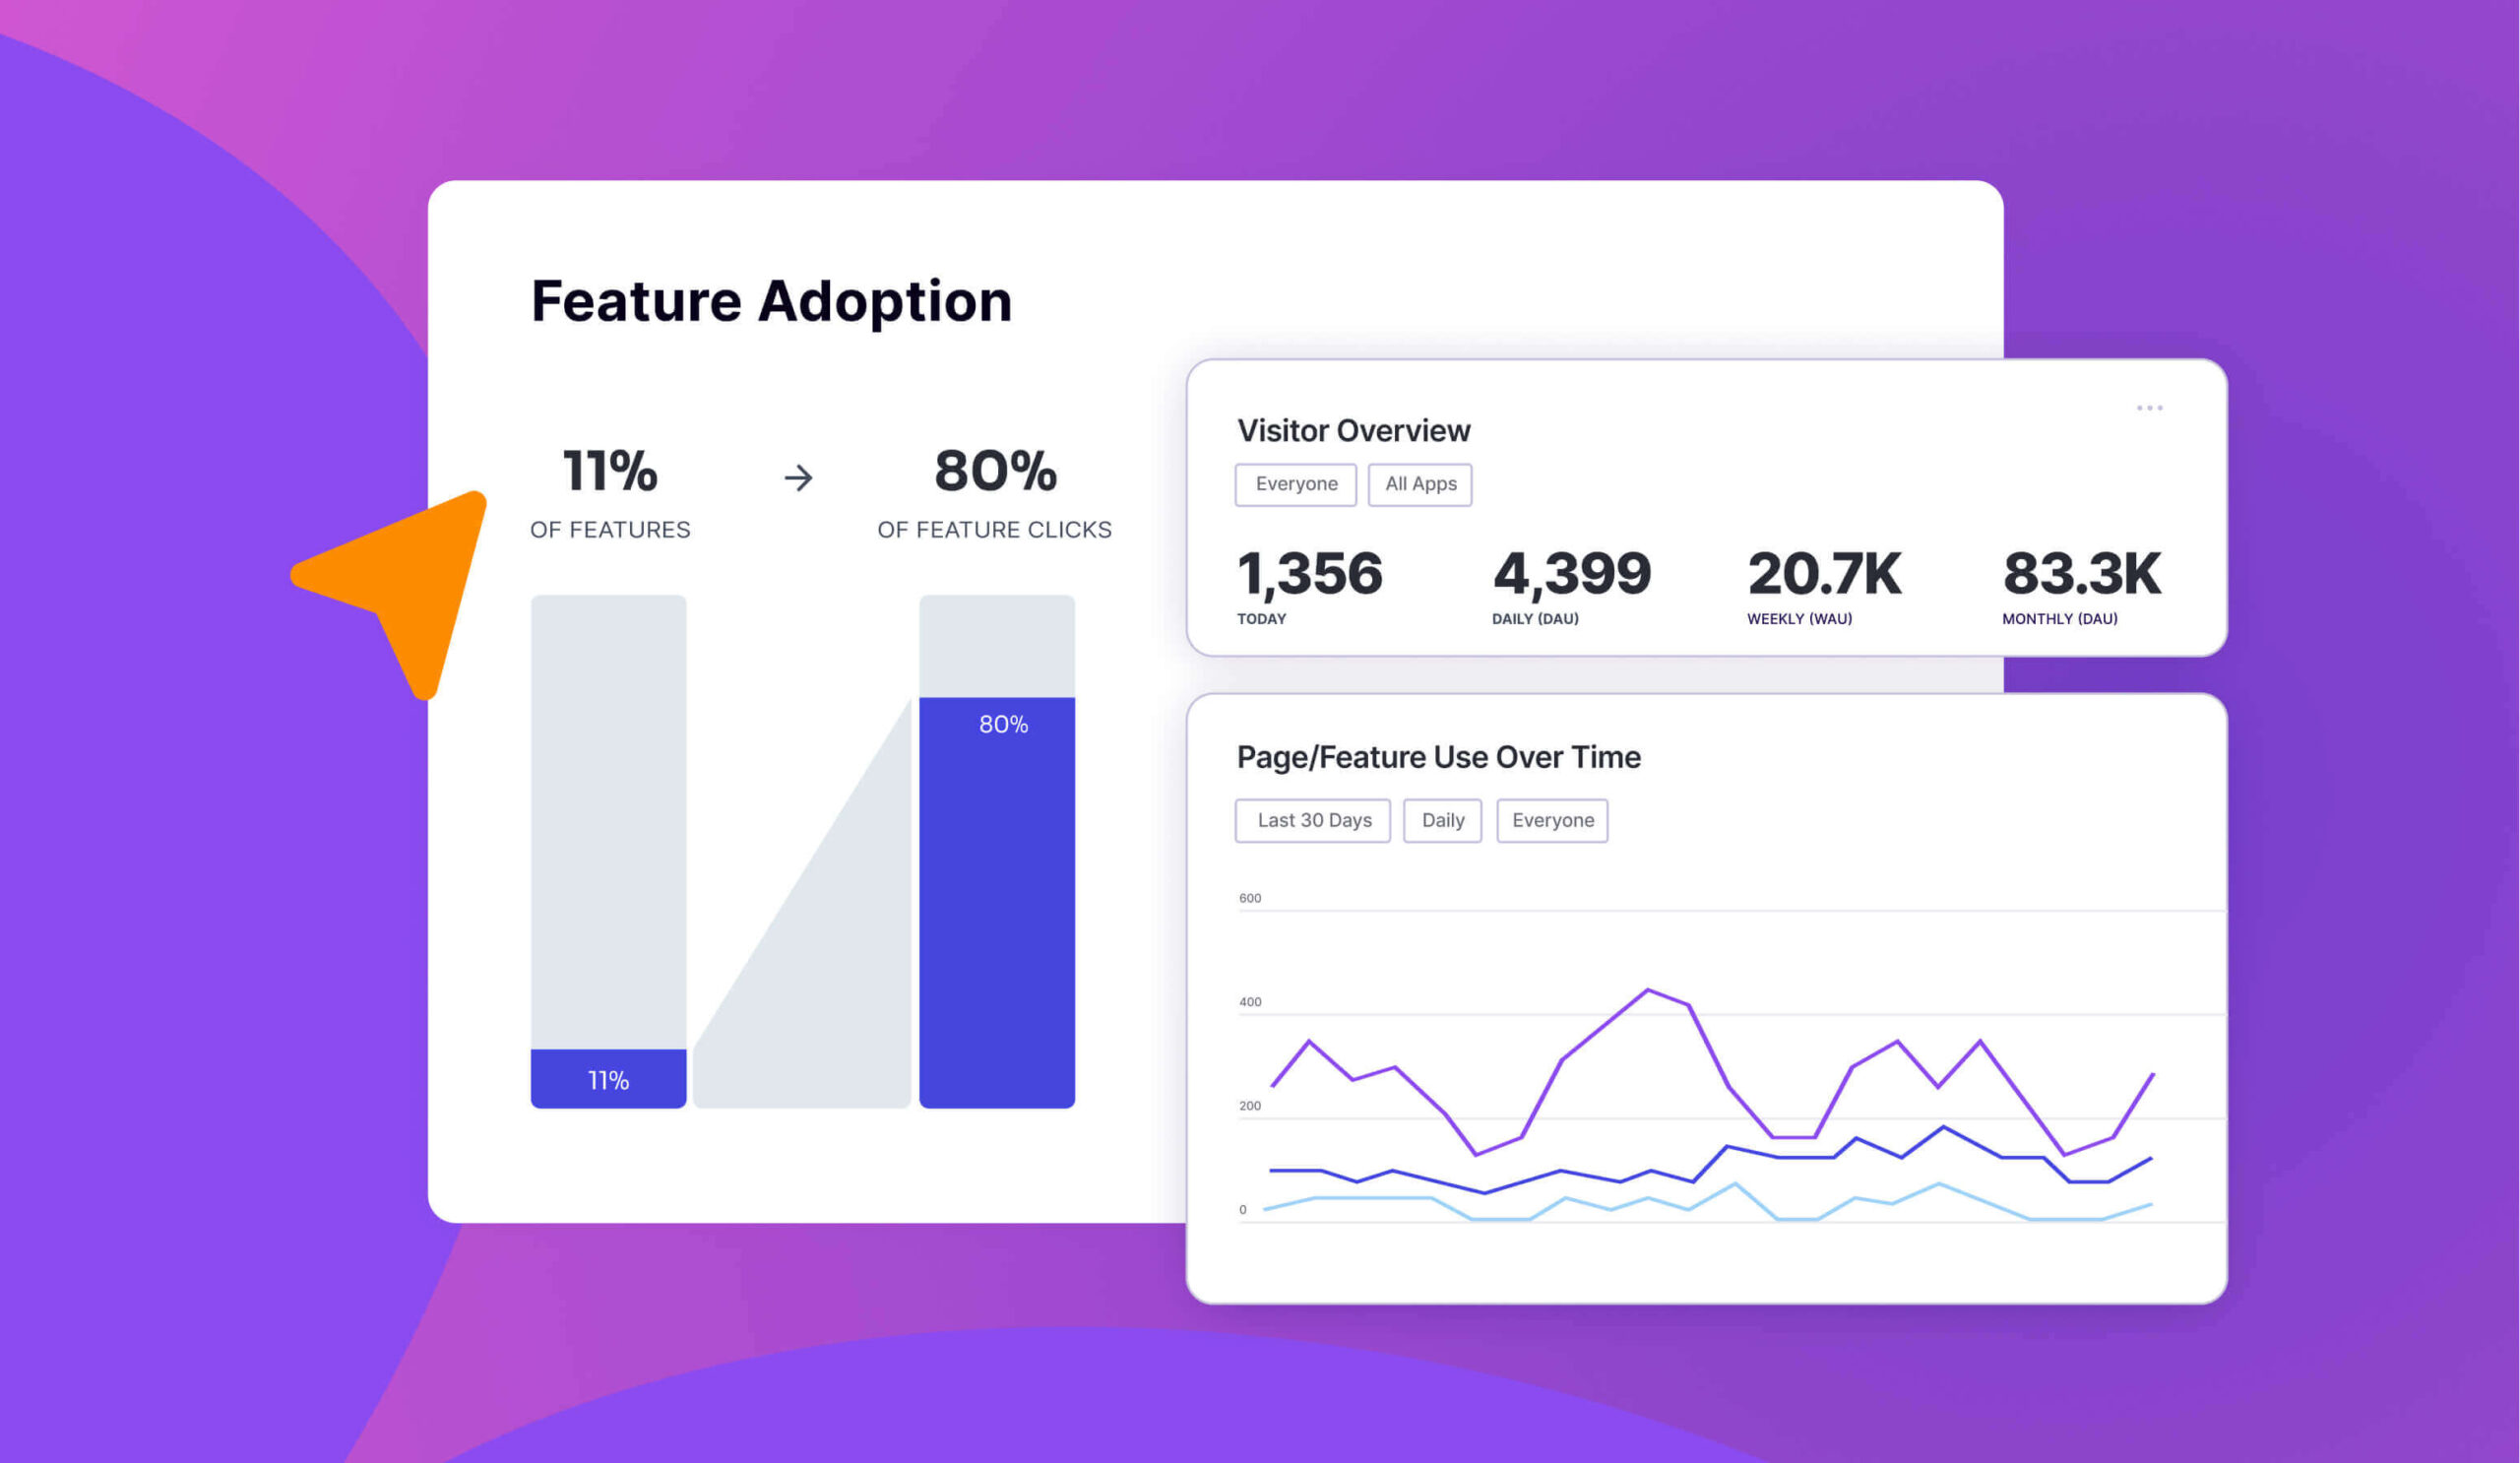 Feature Adoption
11% → 80%
OF FEATURES OF FEATURE CLICKS
80%
11%
Visitor Overview
Everyone All Apps
1,356 4,399 20.7K 83.3K
TODAY DAILY (DAU) WEEKLY (WAU) MONTHLY (DAU)
Page/Feature Use Over Time
Last 30 Days Daily Everyone
600
400
200
0